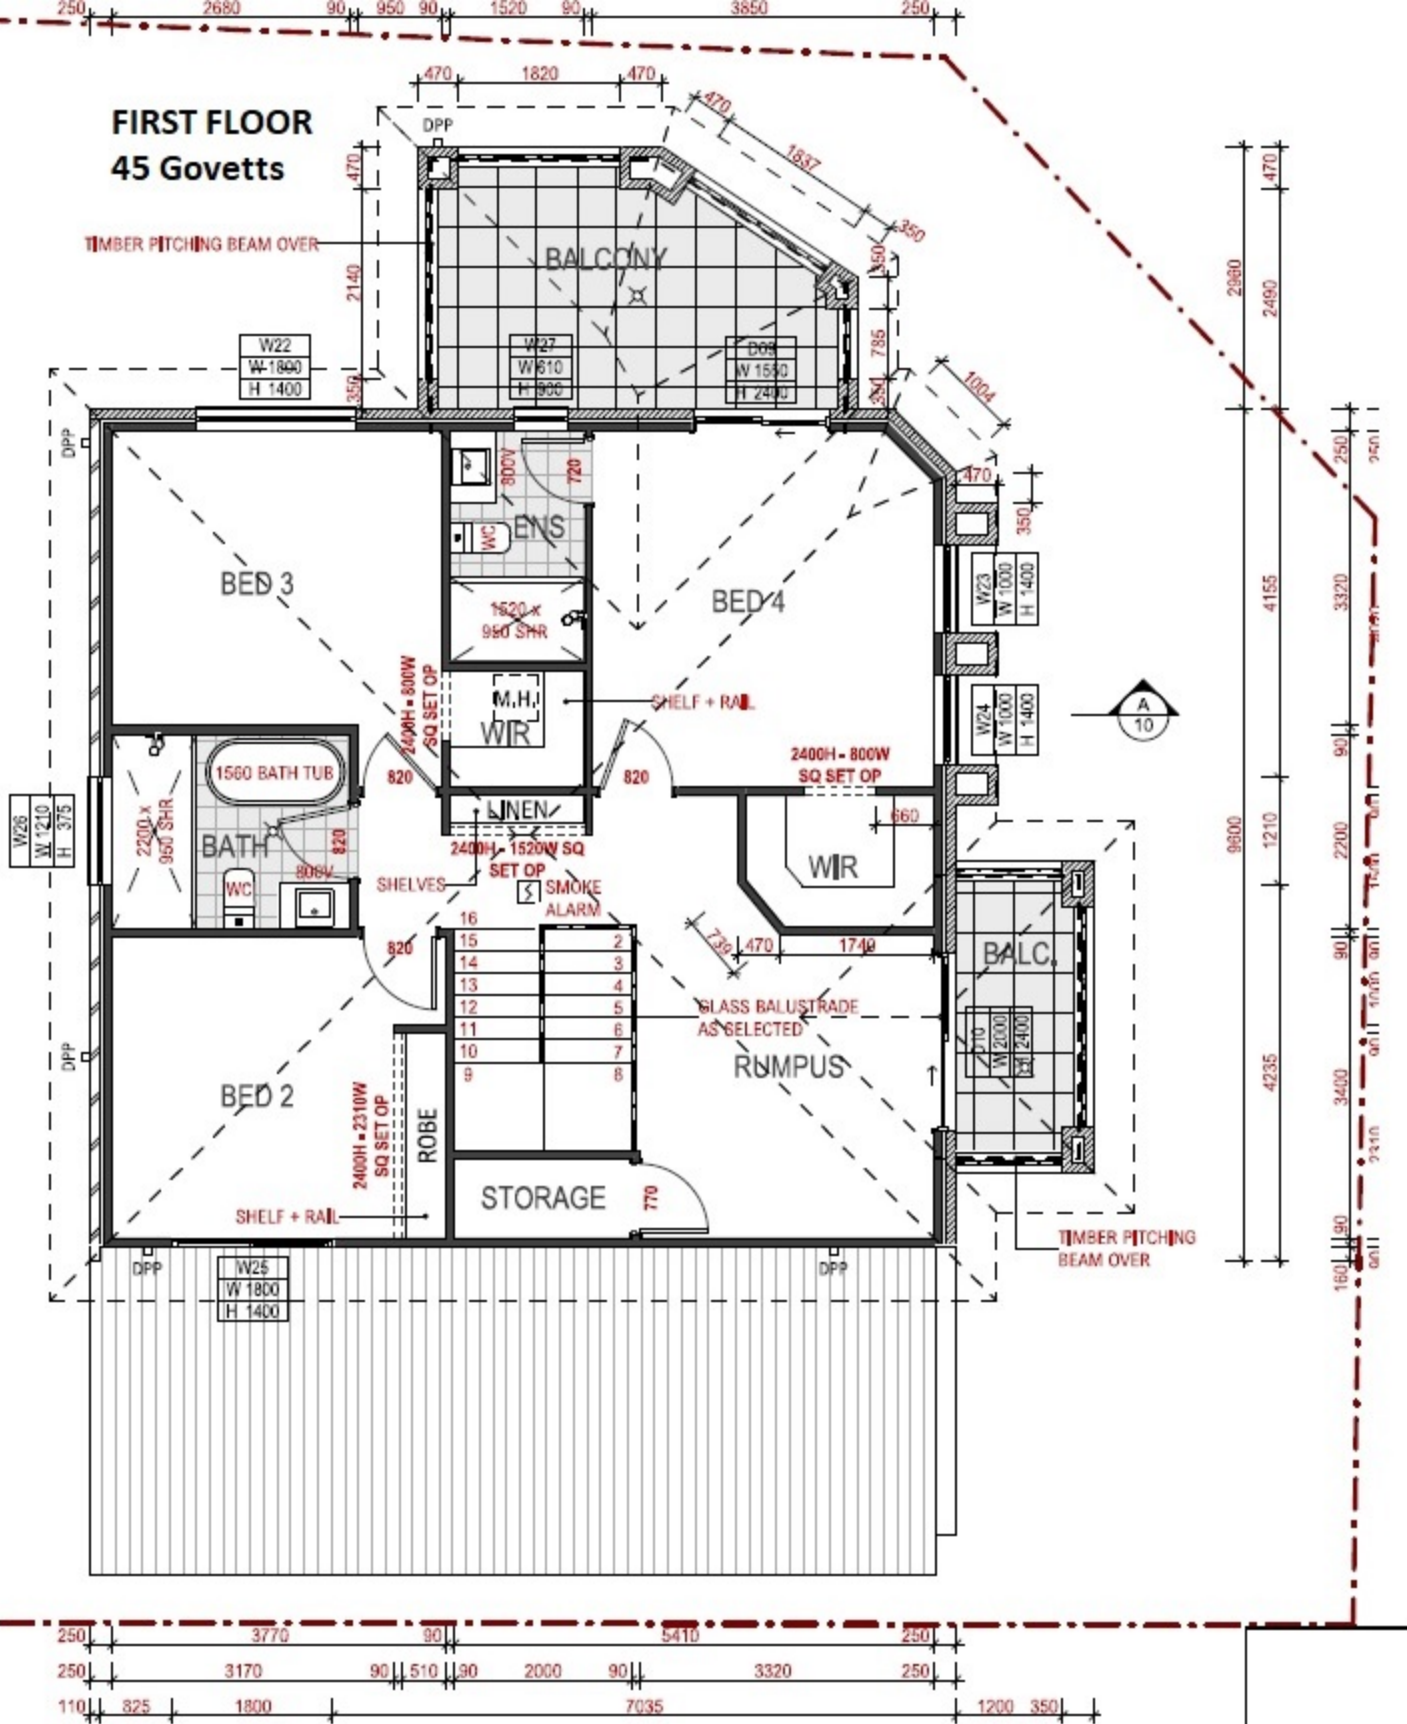 250 2680 90 950 90 1520 90 3850 250
470 1820 470
470
1837
350
FIRST FLOOR
45 Govetts
DPP
470
2140
350
TIMBER PITCHING BEAM OVER
BALCONY
350
785
350
470
2490
2980
W22
W 1800
H 1400
W27
W 610
H 900
D09
W 1550
H 2400
1004
470
350
250
250
DPP
800V
720
ENS
WC
BED 3
BED 4
1520 x
950 SHR
W23
W 1000
H 1400
4155
3320
2400H - 800W
SQ SET OP
M.H.
WIR
SHELF + RAIL
W24
W 1000
H 1400
A
10
90
820
820
2400H - 800W
SQ SET OP
1560 BATH TUB
2200 x
950 SHR
BATH
820
800V
WC
W26
W 1210
H 375
LINEN
2400H - 1520W SQ
SET OP
SHELVES
SMOKE
ALARM
660
WIR
9600
1210
2200
820
16
15
14
13
12
11
10
9
2
3
4
5
6
7
8
739
470
1740
BALC.
90
90
GLASS BALUSTRADE
AS SELECTED
RUMPUS
2000
2400
DPP
BED 2
2400H - 2310W
SQ SET OP
ROBE
4235
3400
STORAGE
770
SHELF + RAIL
90
160
TIMBER PITCHING
BEAM OVER
DPP
W25
W 1800
H 1400
DPP
250 3770 90 5410 250
250 3170 90 510 90 2000 90 3320 250
110 825 1800 7035 1200 350